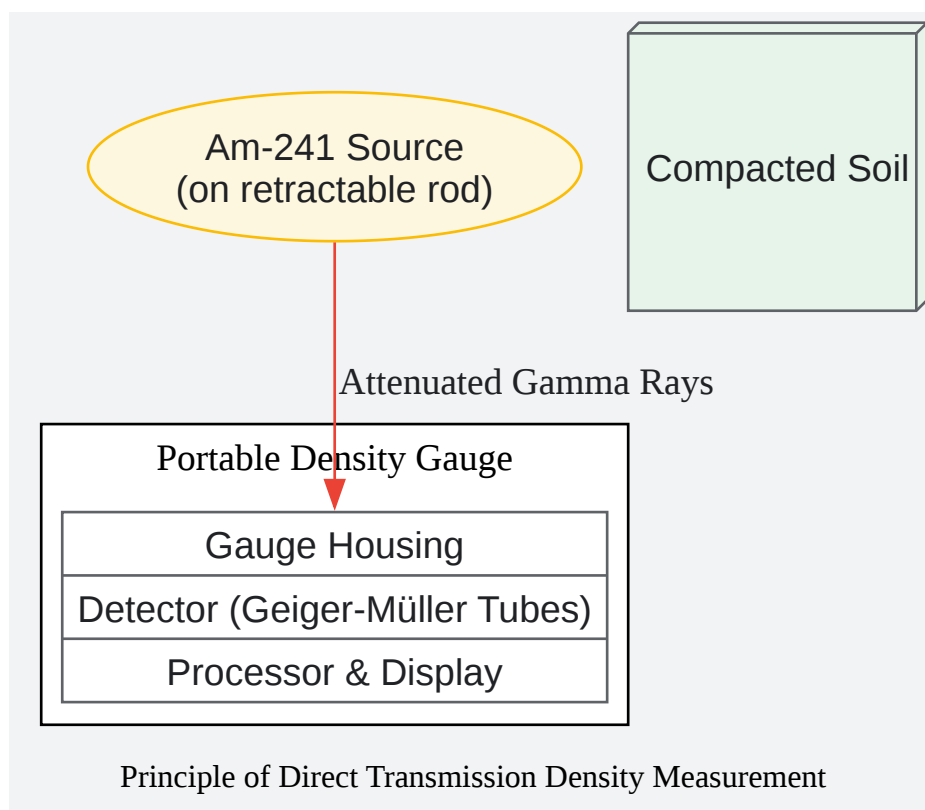 Am-241 Source
(on retractable rod)
Compacted Soil
Attenuated Gamma Rays
Portable Density Gauge
Gauge Housing
Detector (Geiger-Müller Tubes)
Processor & Display
Principle of Direct Transmission Density Measurement